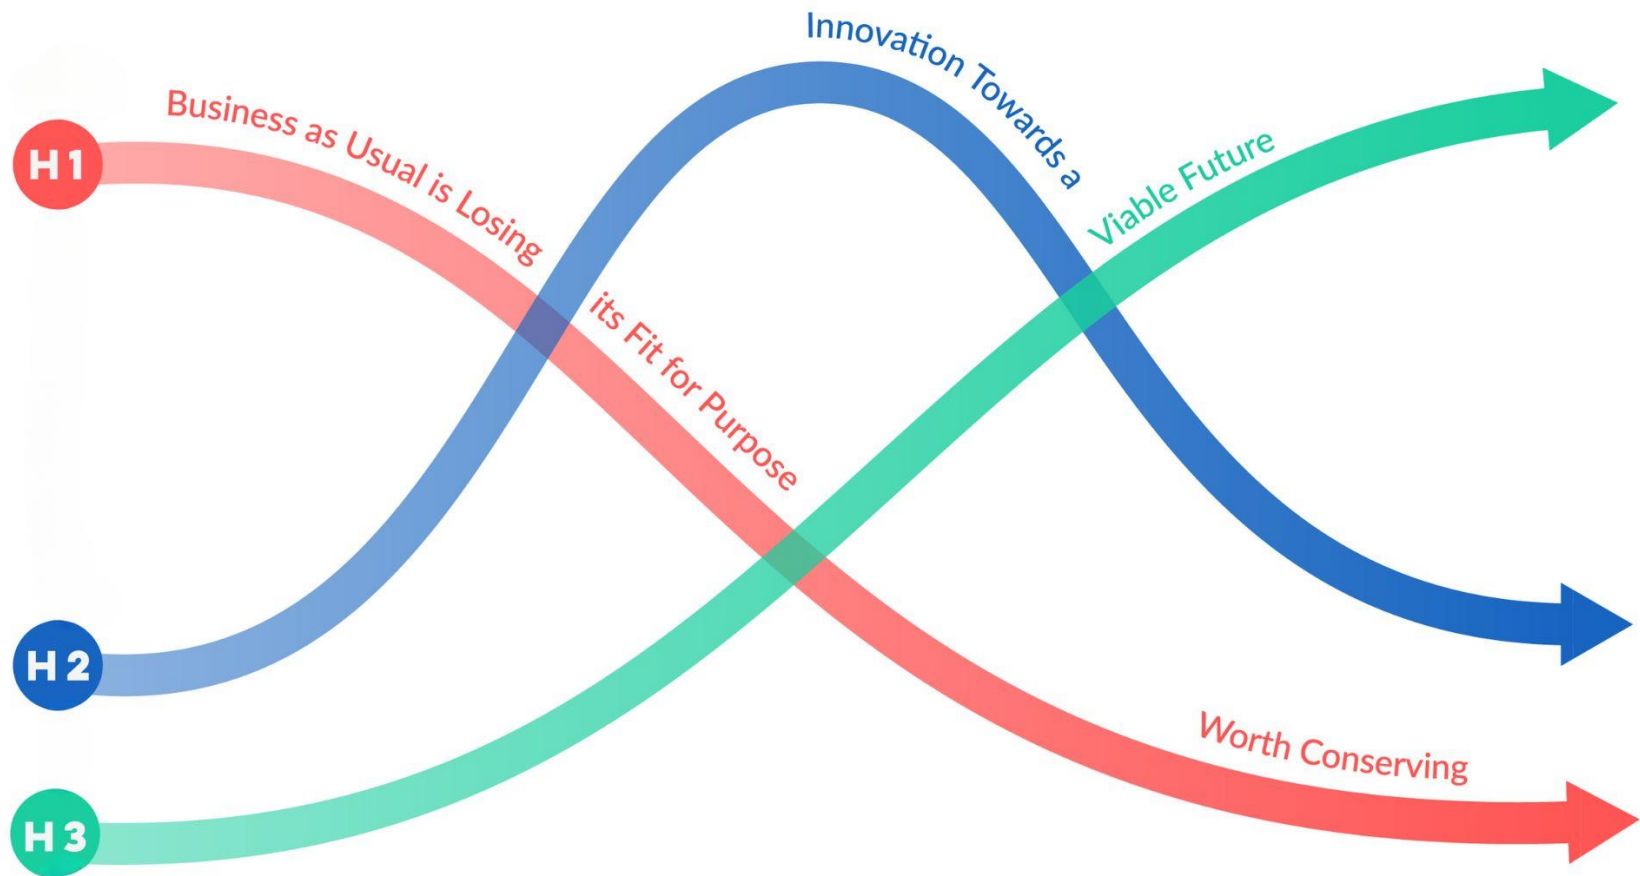 H1
Business as Usual is Losing
its Fit for Purpose
Innovation Towards a
Viable Future
H2
Worth Conserving
H3